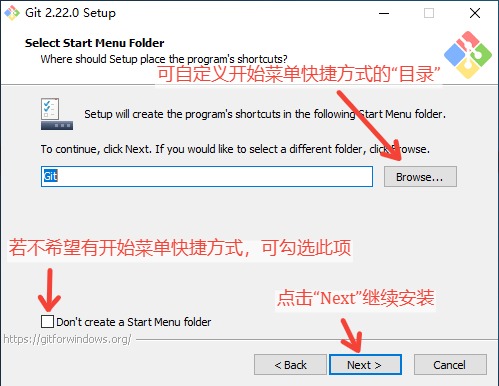 Git 2.22.0 Setup
Select Start Menu Folder
Where should Setup place the program's shortcuts?
可自定义开始菜单快捷方式的“目录”
Setup will create the program's shortcuts in the following Start Menu folder.
To continue, click Next. If you would like to select a different folder, click Browse.
Git
Browse...
若不希望有开始菜单快捷方式，可勾选此项
点击“Next”继续安装
Don't create a Start Menu folder
https://gitforwindows.org/
< Back
Next >
Cancel